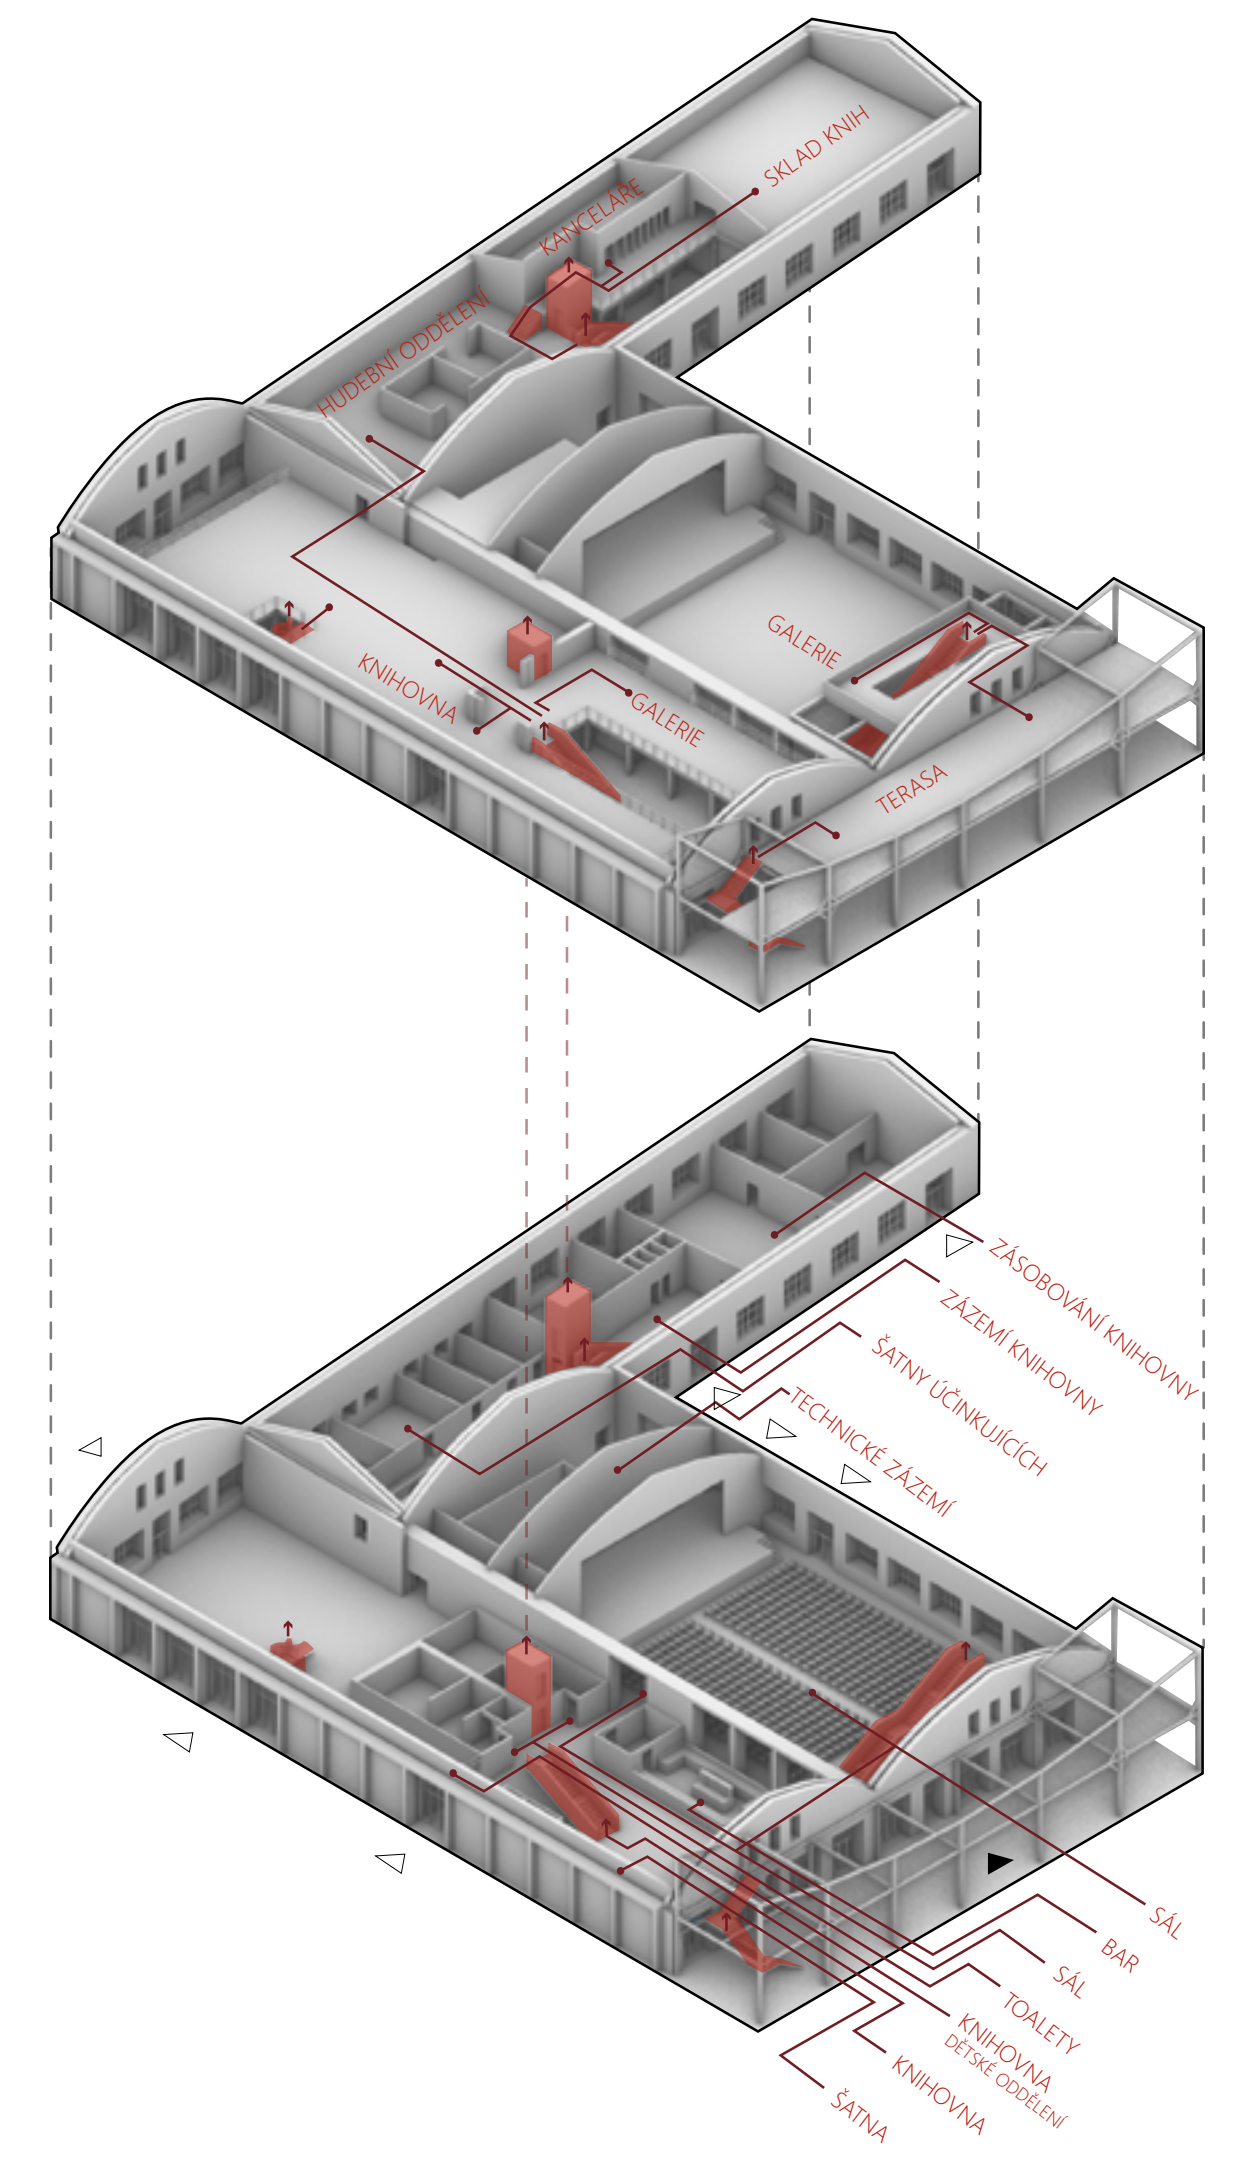 SKLAD KNIH
KANCELÁŘE
HUDEBNÍ ODDĚLENÍ
GALERIE
KNIHOVNA
GALERIE
TERASA
ZÁSOBOVÁNÍ KNIHOVNY
ZÁZEMÍ KNIHOVNY
ŠATNY ÚČINKUJÍCÍCH
TECHNICKÉ ZÁZEMÍ
SÁL
BAR
SÁL
TOALETY
KNIHOVNA
DĚTSKÉ ODDĚLENÍ
KNIHOVNA
ŠATNA